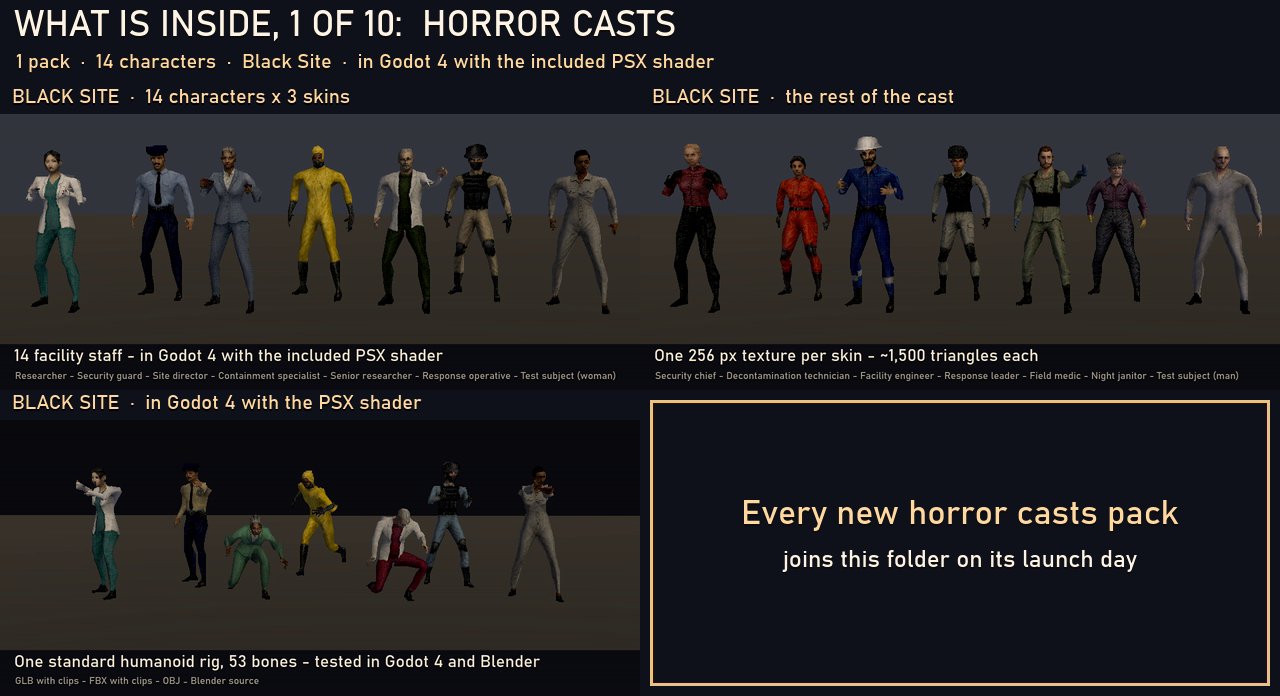 WHAT IS INSIDE, 1 OF 10: HORROR CASTS
1 pack · 14 characters · Black Site · in Godot 4 with the included PSX shader
BLACK SITE · 14 characters x 3 skins
BLACK SITE · the rest of the cast
14 facility staff - in Godot 4 with the included PSX shader
Researcher - Security guard - Site director - Containment specialist - Senior researcher - Response operative - Test subject (woman)
One 256 px texture per skin - ~1,500 triangles each
Security chief - Decontamination technician - Facility engineer - Response leader - Field medic - Night janitor - Test subject (man)
BLACK SITE · in Godot 4 with the PSX shader
One standard humanoid rig, 53 bones - tested in Godot 4 and Blender
GLB with clips - FBX with clips - OBJ - Blender source
Every new horror casts pack
joins this folder on its launch day